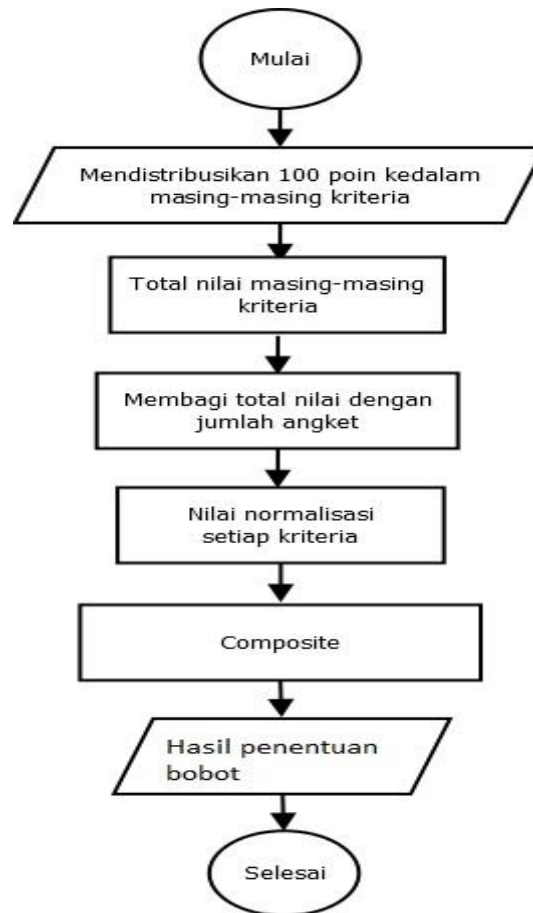 Mulai
Mendistribusikan 100 poin kedalam
masing-masing kriteria
Total nilai masing-masing
kriteria
Membagi total nilai dengan
jumlah angket
Nilai normalisasi
setiap kriteria
Composite
Hasil penentuan
bobot
Selesai